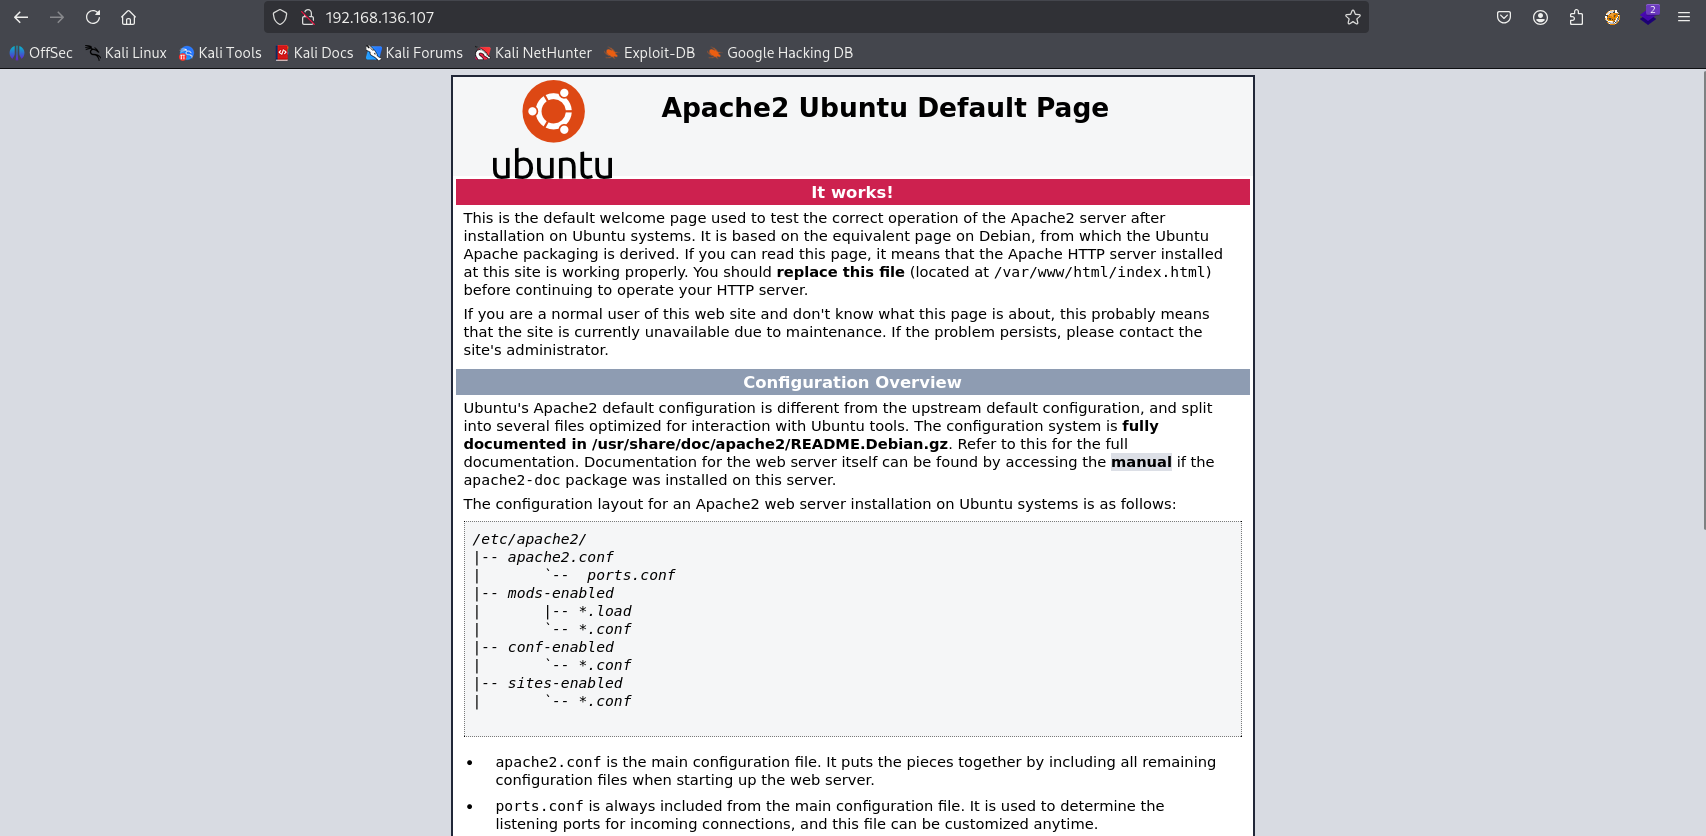 192.168.136.107
2
OffSec Kali Linux Kali Tools Kali Docs Kali Forums Kali NetHunter Exploit-DB Google Hacking DB
ubuntu
Apache2 Ubuntu Default Page
It works!
This is the default welcome page used to test the correct operation of the Apache2 server after
installation on Ubuntu systems. It is based on the equivalent page on Debian, from which the Ubuntu
Apache packaging is derived. If you can read this page, it means that the Apache HTTP server installed
at this site is working properly. You should replace this file (located at /var/www/html/index.html)
before continuing to operate your HTTP server.
If you are a normal user of this web site and don't know what this page is about, this probably means
that the site is currently unavailable due to maintenance. If the problem persists, please contact the
site's administrator.
Configuration Overview
Ubuntu's Apache2 default configuration is different from the upstream default configuration, and split
into several files optimized for interaction with Ubuntu tools. The configuration system is fully
documented in /usr/share/doc/apache2/README.Debian.gz. Refer to this for the full
documentation. Documentation for the web server itself can be found by accessing the manual if the
apache2-doc package was installed on this server.
The configuration layout for an Apache2 web server installation on Ubuntu systems is as follows:
/etc/apache2/
|-- apache2.conf
|       `--  ports.conf
|-- mods-enabled
|       |-- *.load
|       `-- *.conf
|-- conf-enabled
|       `-- *.conf
|-- sites-enabled
|       `-- *.conf
• apache2.conf is the main configuration file. It puts the pieces together by including all remaining
configuration files when starting up the web server.
• ports.conf is always included from the main configuration file. It is used to determine the
listening ports for incoming connections, and this file can be customized anytime.